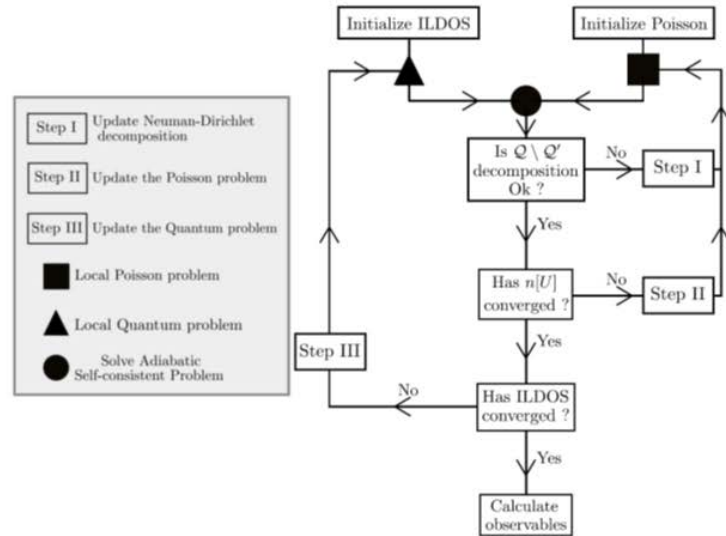 Initialize ILDOS
Initialize Poisson
Step I
Update Neuman-Dirichlet
decomposition
Step II
Update the Poisson problem
Step III
Update the Quantum problem
Local Poisson problem
Local Quantum problem
Solve Adiabatic
Self-consistent Problem
Is 𝒬 \ 𝒬′
decomposition
Ok ?
No
Step I
Yes
Has n[U]
converged ?
No
Step II
Yes
Step III
No
Has ILDOS
converged ?
Yes
Calculate
observables